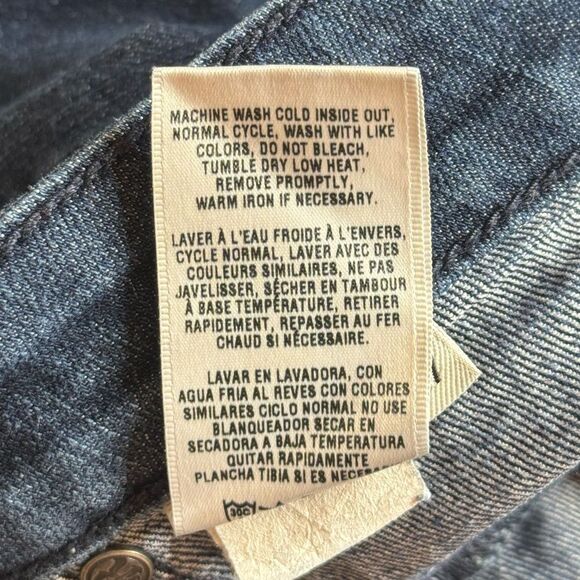 MACHINE WASH COLD INSIDE OUT,
NORMAL CYCLE, WASH WITH LIKE
COLORS, DO NOT BLEACH,
TUMBLE DRY LOW HEAT,
REMOVE PROMPTLY,
WARM IRON IF NECESSARY.
LAVER À L'EAU FROIDE À L'ENVERS,
CYCLE NORMAL, LAVER AVEC DES
COULEURS SIMILAIRES, NE PAS
JAVELISSER, SÉCHER EN TAMBOUR
À BASE TEMPÉRATURE, RETIRER
RAPIDEMENT, REPASSER AU FER
CHAUD SI NÉCESSAIRE.
LAVAR EN LAVADORA, CON
AGUA FRIA AL REVES CON COLORES
SIMILARES CICLO NORMAL NO USE
BLANQUEADOR SECAR EN
SECADORA A BAJA TEMPERATURA
QUITAR RAPIDAMENTE
PLANCHA TIBIA SI ES NECESA
30C